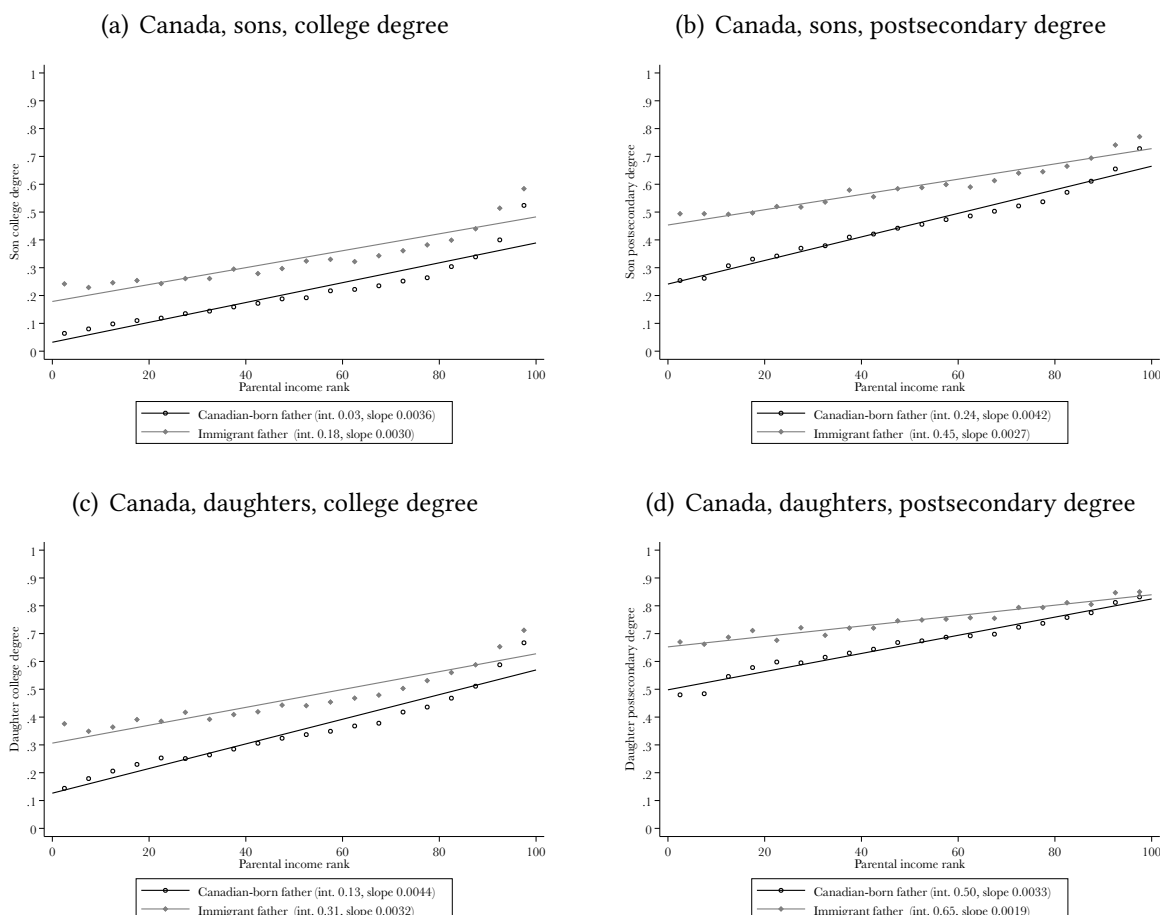 (a) Canada, sons, college degree
1
.9
.8
.7
.6
.5
.4
.3
.2
.1
0
Son college degree
0 20 40 60 80 100
Parental income rank
Canadian-born father (int. 0.03, slope 0.0036)
Immigrant father (int. 0.18, slope 0.0030)
(b) Canada, sons, postsecondary degree
1
.9
.8
.7
.6
.5
.4
.3
.2
.1
0
Son postsecondary degree
0 20 40 60 80 100
Parental income rank
Canadian-born father (int. 0.24, slope 0.0042)
Immigrant father (int. 0.45, slope 0.0027)
(c) Canada, daughters, college degree
1
.9
.8
.7
.6
.5
.4
.3
.2
.1
0
Daughter college degree
0 20 40 60 80 100
Parental income rank
Canadian-born father (int. 0.13, slope 0.0044)
Immigrant father (int. 0.31, slope 0.0032)
(d) Canada, daughters, postsecondary degree
1
.9
.8
.7
.6
.5
.4
.3
.2
.1
0
Daughter postsecondary degree
0 20 40 60 80 100
Parental income rank
Canadian-born father (int. 0.50, slope 0.0033)
Immigrant father (int. 0.65, slope 0.0019)